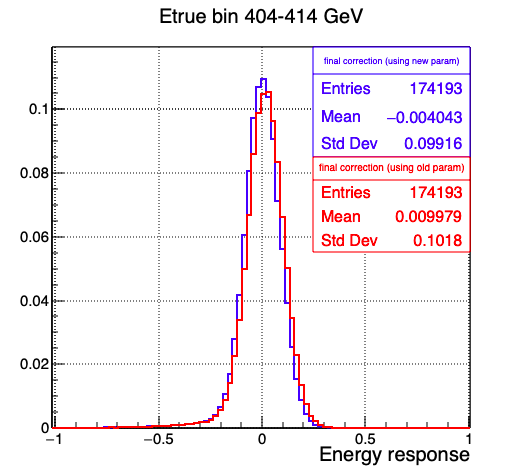 Etrue bin 404-414 GeV
final correction (using new param)
Entries 174193
Mean −0.004043
Std Dev 0.09916
final correction (using old param)
Entries 174193
Mean 0.009979
Std Dev 0.1018
0.1
0.08
0.06
0.04
0.02
0
−1 −0.5 0 0.5 1
Energy response